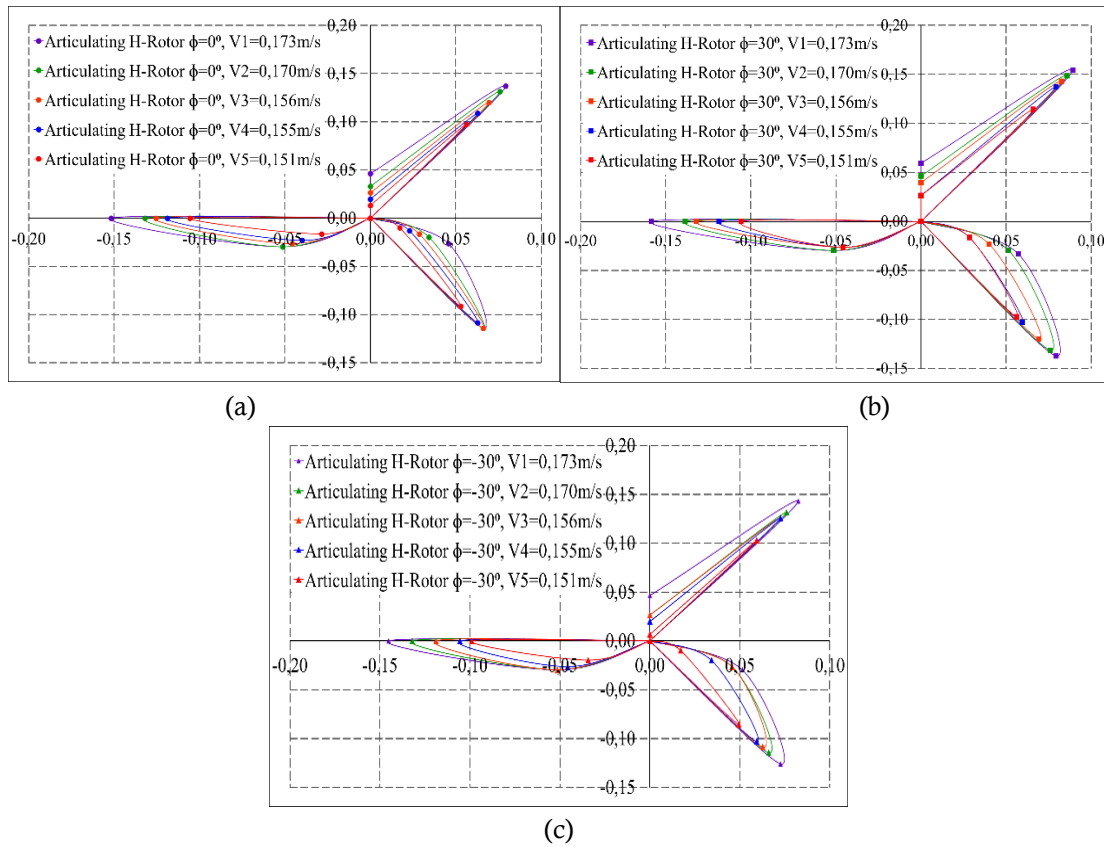 0,20
Articulating H-Rotor ϕ=0º, V1=0,173m/s
Articulating H-Rotor ϕ=0º, V2=0,170m/s
Articulating H-Rotor ϕ=0º, V3=0,156m/s
Articulating H-Rotor ϕ=0º, V4=0,155m/s
Articulating H-Rotor ϕ=0º, V5=0,151m/s
0,15
0,10
0,05
0,00
-0,20 -0,15 -0,10 -0,05 0,00 0,05 0,10
-0,05
-0,10
-0,15
(a)
0,20
Articulating H-Rotor ϕ=30º, V1=0,173m/s
Articulating H-Rotor ϕ=30º, V2=0,170m/s
Articulating H-Rotor ϕ=30º, V3=0,156m/s
Articulating H-Rotor ϕ=30º, V4=0,155m/s
Articulating H-Rotor ϕ=30º, V5=0,151m/s
0,15
0,10
0,05
0,00
-0,20 -0,15 -0,10 -0,05 0,00 0,05 0,10
-0,05
-0,10
-0,15
(b)
0,20
Articulating H-Rotor ϕ=-30º, V1=0,173m/s
Articulating H-Rotor ϕ=-30º, V2=0,170m/s
Articulating H-Rotor ϕ=-30º, V3=0,156m/s
Articulating H-Rotor ϕ=-30º, V4=0,155m/s
Articulating H-Rotor ϕ=-30º, V5=0,151m/s
0,15
0,10
0,05
0,00
-0,20 -0,15 -0,10 -0,05 0,00 0,05 0,10
-0,05
-0,10
-0,15
(c)